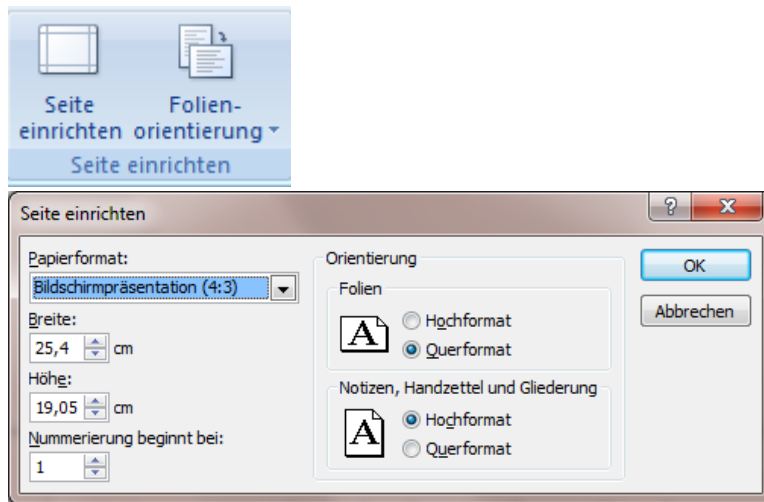 Seite einrichten
Folien-orientierung
Seite einrichten
Seite einrichten
Papierformat:
Bildschirmpräsentation (4:3)
Breite:
25,4 cm
Höhe:
19,05 cm
Nummerierung beginnt bei:
1
Orientierung
Folien
A
Hochformat
Querformat
Notizen, Handzettel und Gliederung
A
Hochformat
Querformat
?
X
OK
Abbrechen